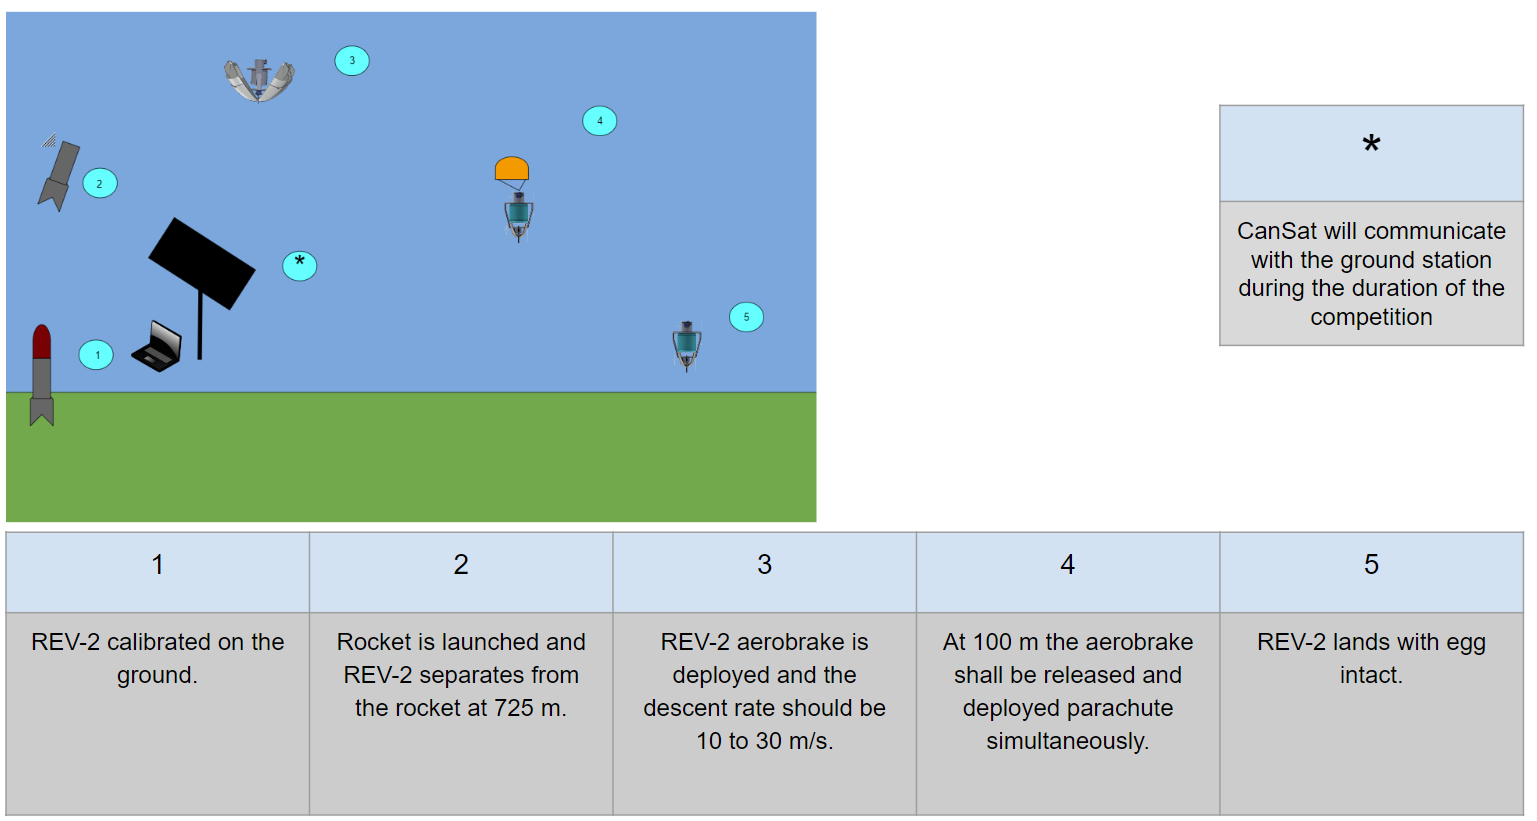 3
4
2
*
5
1
*
CanSat will communicate
with the ground station
during the duration of the
competition
1
2
3
4
5
REV-2 calibrated on the
ground.
Rocket is launched and
REV-2 separates from
the rocket at 725 m.
REV-2 aerobrake is
deployed and the
descent rate should be
10 to 30 m/s.
At 100 m the aerobrake
shall be released and
deployed parachute
simultaneously.
REV-2 lands with egg
intact.